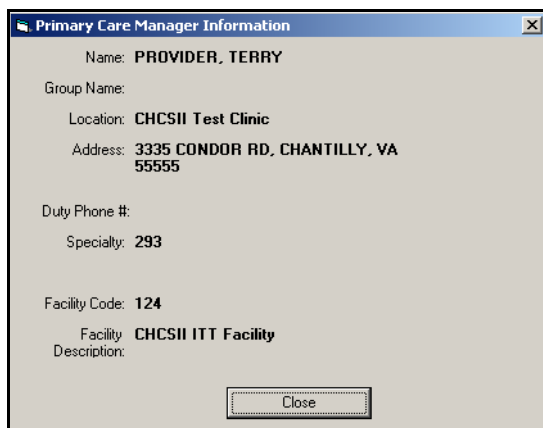 Primary Care Manager Information
Name: PROVIDER, TERRY
Group Name:
Location: CHCSII Test Clinic
Address: 3335 CONDOR RD, CHANTILLY, VA
55555
Duty Phone #:
Specialty: 293
Facility Code: 124
Facility CHCSII ITT Facility
Description:
Close